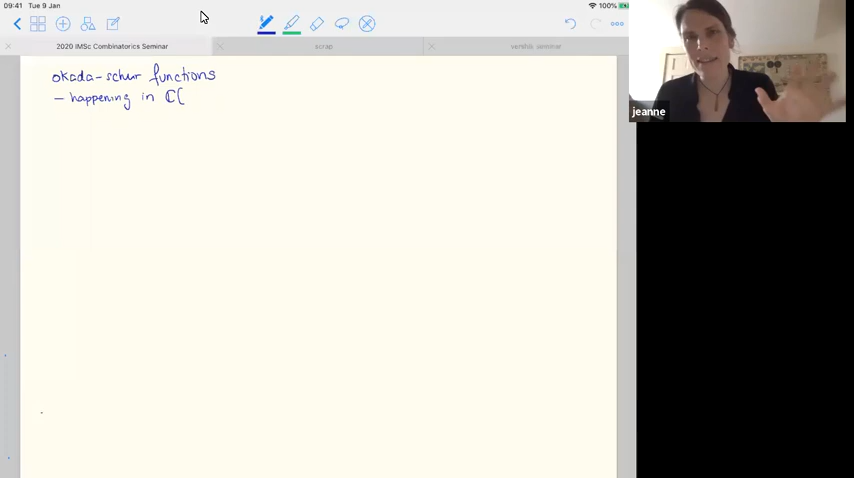 09:41 Tue 9 Jan
100%
2020 IMSc Combinatorics Seminar
scrap
vershik seminar
okada-schur functions
- happening in ℂ[
jeanne